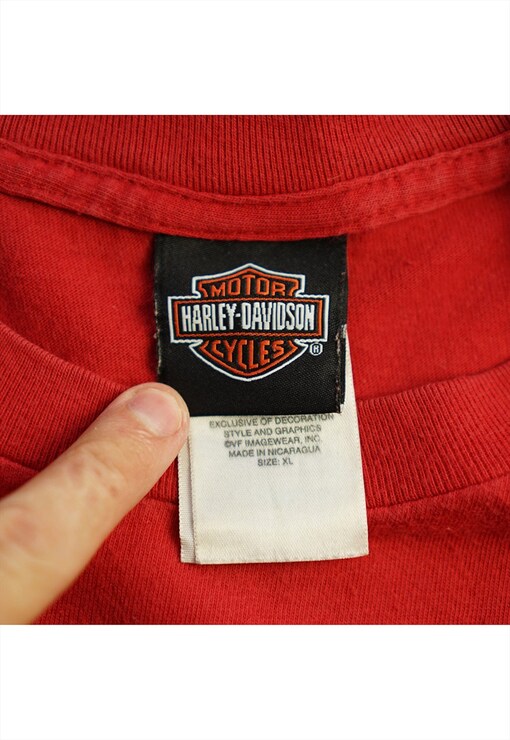 MOTOR
HARLEY-DAVIDSON
CYCLES ®
EXCLUSIVE OF DECORATION
STYLE AND GRAPHICS
©VF IMAGEWEAR, INC.
MADE IN NICARAGUA
SIZE: XL